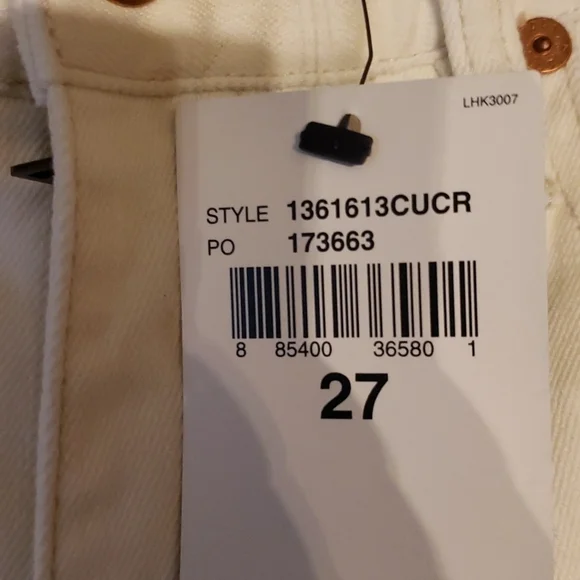 LHK3007
STYLE 1361613CUCR
PO 173663
8 85400 36580 1
27